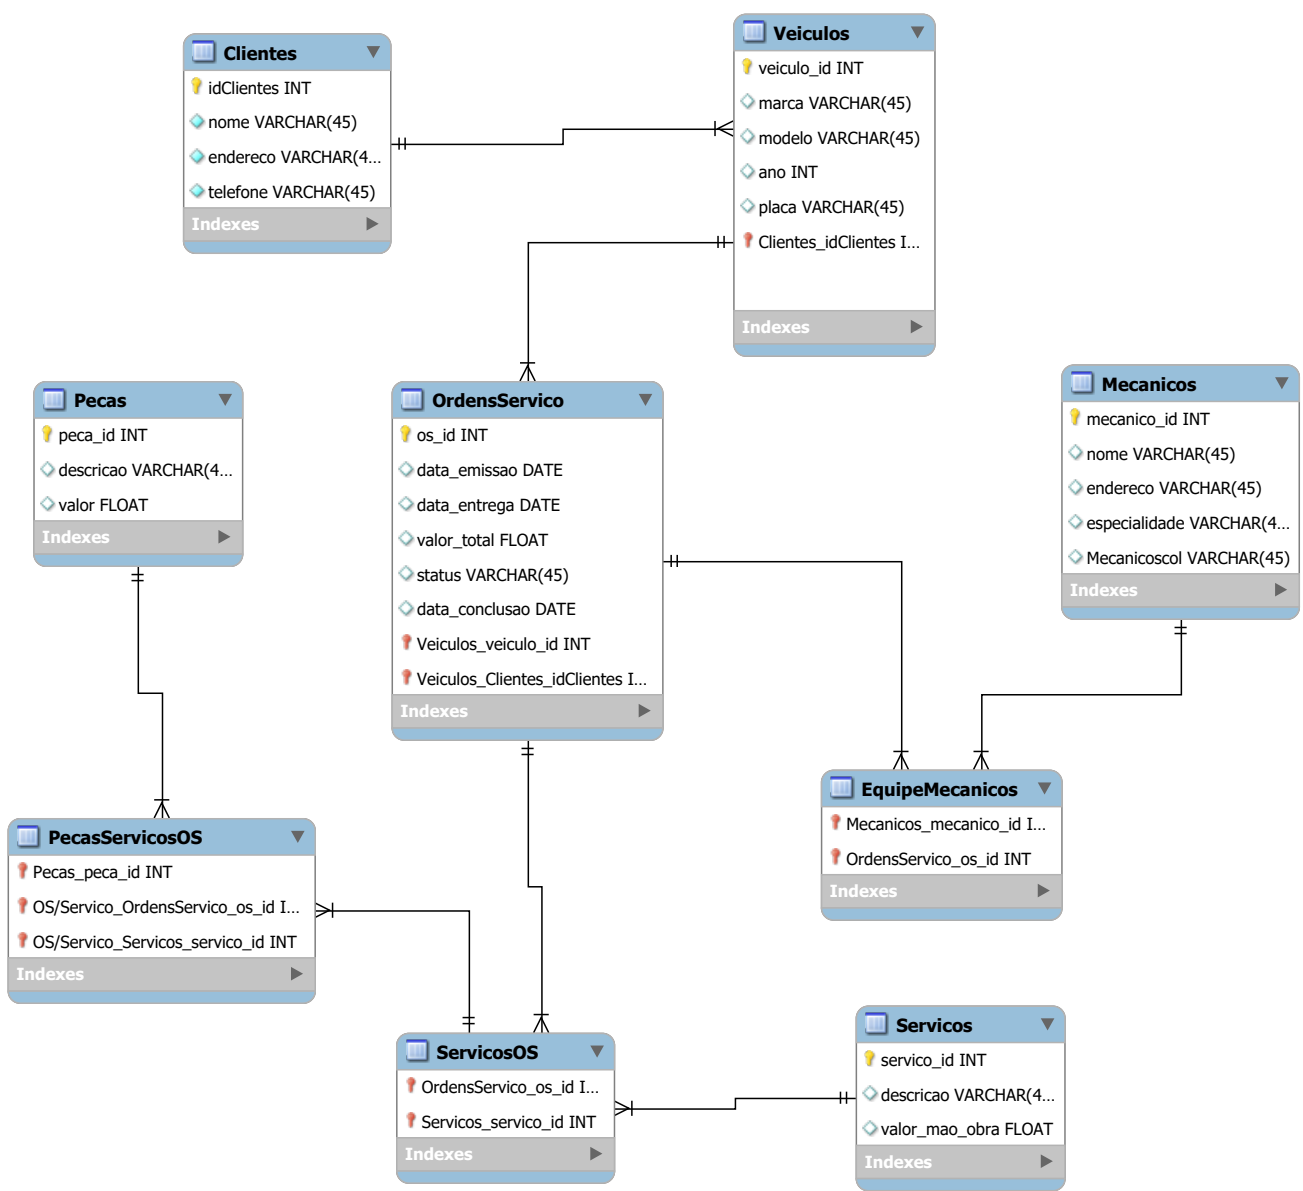 Clientes
idClientes INT
nome VARCHAR(45)
endereco VARCHAR(4...
telefone VARCHAR(45)
Indexes
Veiculos
veiculo_id INT
marca VARCHAR(45)
modelo VARCHAR(45)
ano INT
placa VARCHAR(45)
Clientes_idClientes I...
Indexes
Pecas
peca_id INT
descricao VARCHAR(4...
valor FLOAT
Indexes
OrdensServico
os_id INT
data_emissao DATE
data_entrega DATE
valor_total FLOAT
status VARCHAR(45)
data_conclusao DATE
Veiculos_veiculo_id INT
Veiculos_Clientes_idClientes I...
Indexes
Mecanicos
mecanico_id INT
nome VARCHAR(45)
endereco VARCHAR(45)
especialidade VARCHAR(4...
Mecanicoscol VARCHAR(45)
Indexes
PecasServicosOS
Pecas_peca_id INT
OS/Servico_OrdensServico_os_id I...
OS/Servico_Servicos_servico_id INT
Indexes
EquipeMecanicos
Mecanicos_mecanico_id I...
OrdensServico_os_id INT
Indexes
ServicosOS
OrdensServico_os_id I...
Servicos_servico_id INT
Indexes
Servicos
servico_id INT
descricao VARCHAR(4...
valor_mao_obra FLOAT
Indexes